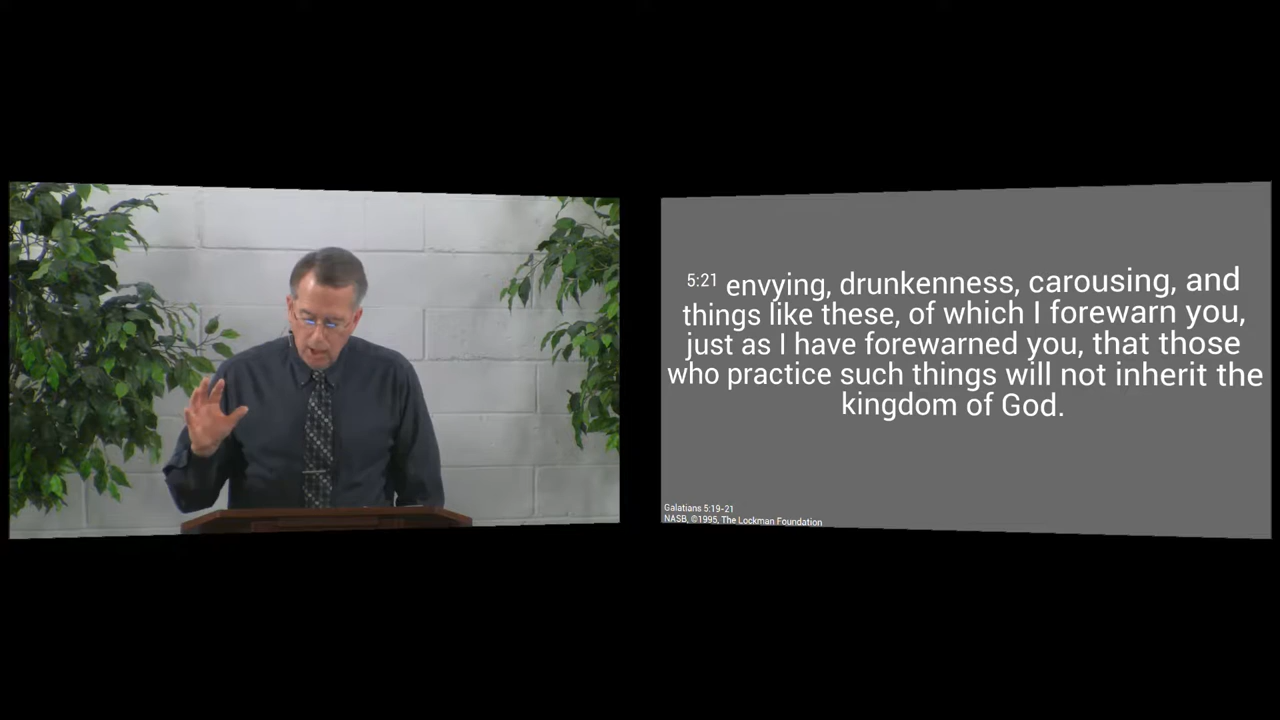 5:21 envying, drunkenness, carousing, and
things like these, of which I forewarn you,
just as I have forewarned you, that those
who practice such things will not inherit the
kingdom of God.
Galatians 5:19-21
NASB, ©1995, The Lockman Foundation